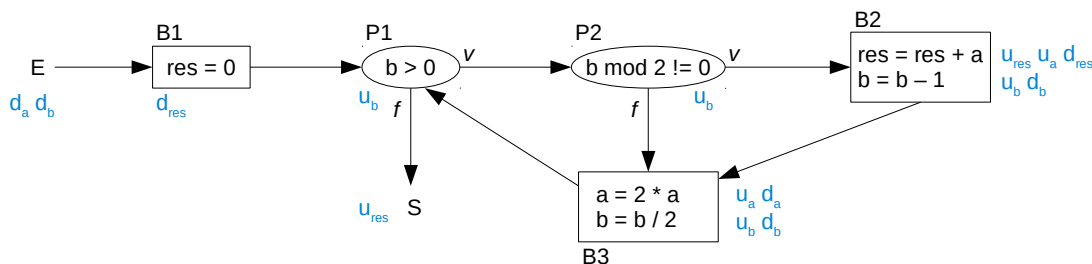 B1
P1
P2
B2
E
res = 0
b > 0
v
b mod 2 != 0
v
res = res + a
b = b – 1
u_res u_a d_res
u_b d_b
d_a d_b
d_res
u_b
f
u_b
f
a = 2 * a
b = b / 2
u_a d_a
u_b d_b
u_res S
B3